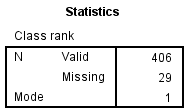 Statistics
Class rank
N Valid 406
Missing 29
Mode 1